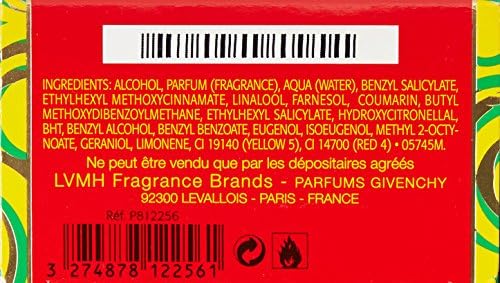 INGREDIENTS: ALCOHOL, PARFUM (FRAGRANCE), AQUA (WATER), BENZYL SALICYLATE,
ETHYLHEXYL METHOXYCINNAMATE, LINALOOL, FARNESOL, COUMARIN, BUTYL
METHOXYDIBENZOYLMETHANE, ETHYLHEXYL SALICYLATE, HYDROXYCITRONELLAL,
BHT, BENZYL ALCOHOL, BENZYL BENZOATE, EUGENOL, ISOEUGENOL, METHYL 2-OCTY-
NOATE, GERANIOL, LIMONENE, CI 19140 (YELLOW 5), CI 14700 (RED 4) • 05745M.
Ne peut être vendu que par les dépositaires agréés
LVMH Fragrance Brands - PARFUMS GIVENCHY
92300 LEVALLOIS - PARIS - FRANCE
Réf. P812256
3 274878 122561